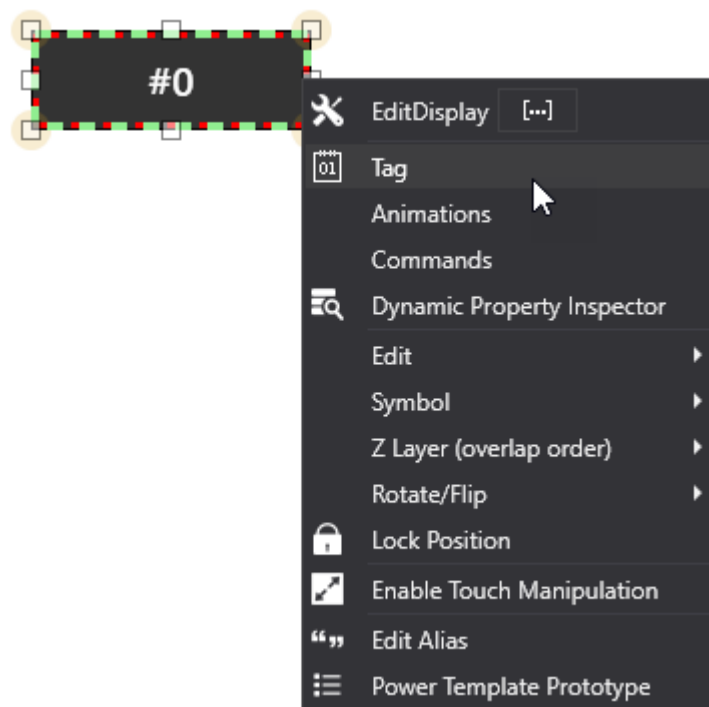 #0
EditDisplay [...]
01 Tag
Animations
Commands
Dynamic Property Inspector
Edit
Symbol
Z Layer (overlap order)
Rotate/Flip
Lock Position
Enable Touch Manipulation
Edit Alias
Power Template Prototype